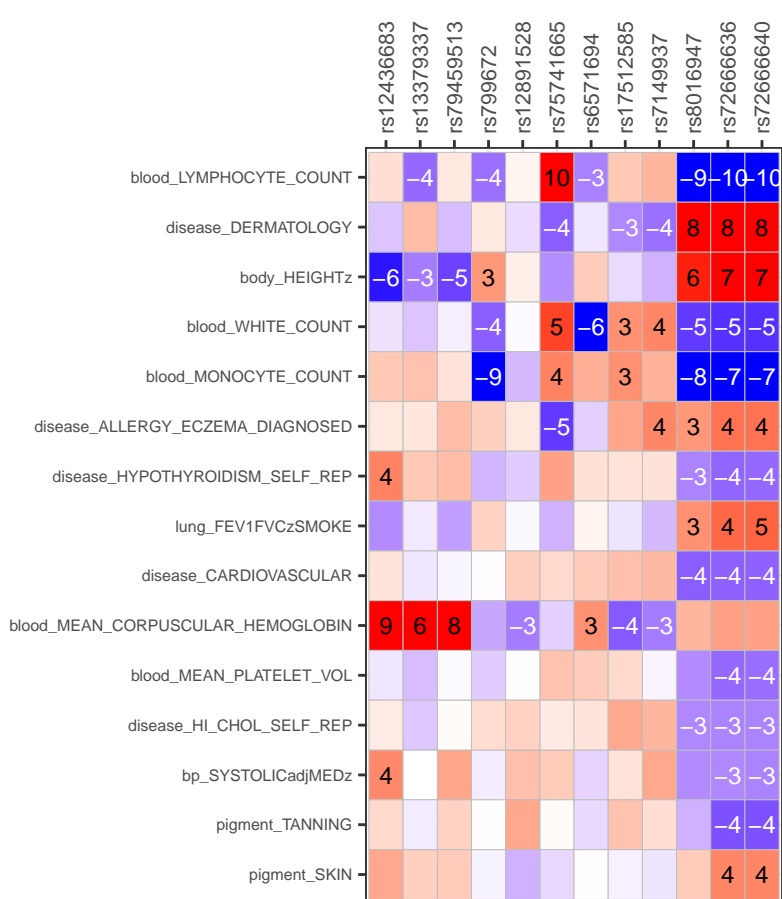 rs12436683 rs13379337 rs79459513 rs799672 rs12891528 rs75741665 rs6571694 rs17512585 rs7149937 rs8016947 rs72666636 rs72666640
blood_LYMPHOCYTE_COUNT −4 −4 10 −3 −9 −10 −10
disease_DERMATOLOGY −4 −3 −4 8 8 8
body_HEIGHTz −6 −3 −5 3 6 7 7
blood_WHITE_COUNT −4 5 −6 3 4 −5 −5 −5
blood_MONOCYTE_COUNT −9 4 3 −8 −7 −7
disease_ALLERGY_ECZEMA_DIAGNOSED −5 4 3 4 4
disease_HYPOTHYROIDISM_SELF_REP 4 −3 −4 −4
lung_FEV1FVCzSMOKE 3 4 5
disease_CARDIOVASCULAR −4 −4 −4
blood_MEAN_CORPUSCULAR_HEMOGLOBIN 9 6 8 −3 3 −4 −3
blood_MEAN_PLATELET_VOL −4 −4
disease_HI_CHOL_SELF_REP −3 −3 −3
bp_SYSTOLICadjMEDz 4 −3 −3
pigment_TANNING −4 −4
pigment_SKIN 4 4